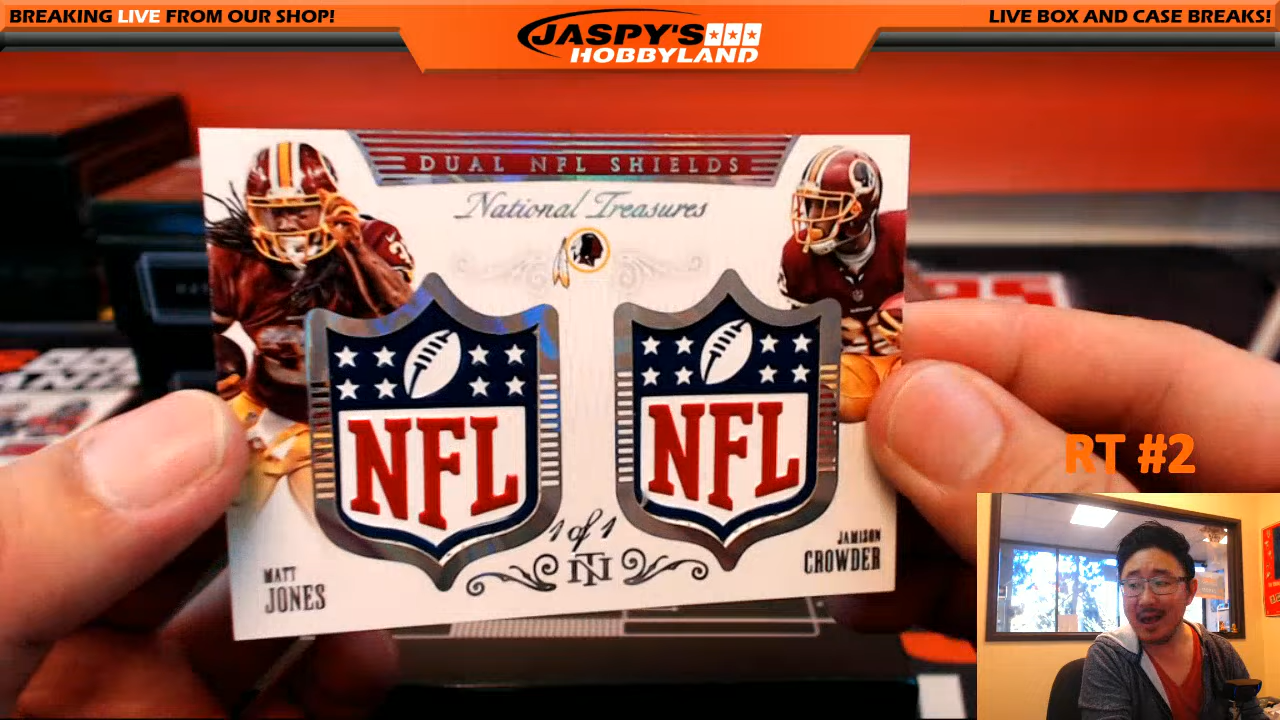 BREAKING LIVE FROM OUR SHOP!
JASPY'S
HOBBYLAND
LIVE BOX AND CASE BREAKS!
DUAL NFL SHIELDS
National Treasures
NFL
NFL
1 of 1
NT
MATT
JONES
JAMISON
CROWDER
RT #2